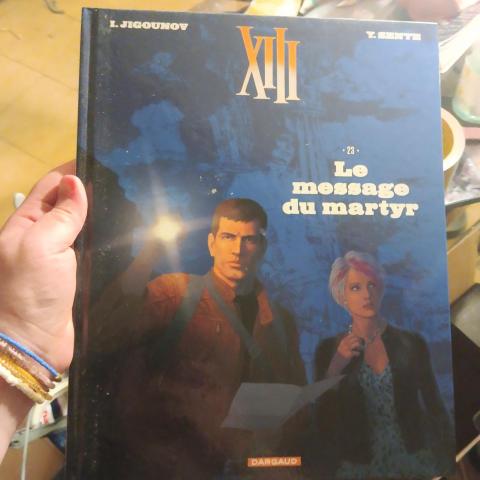 I. JIGOUNOV
Y. SENTE
XIII
• 23 •
Le
message
du martyr
DARGAUD